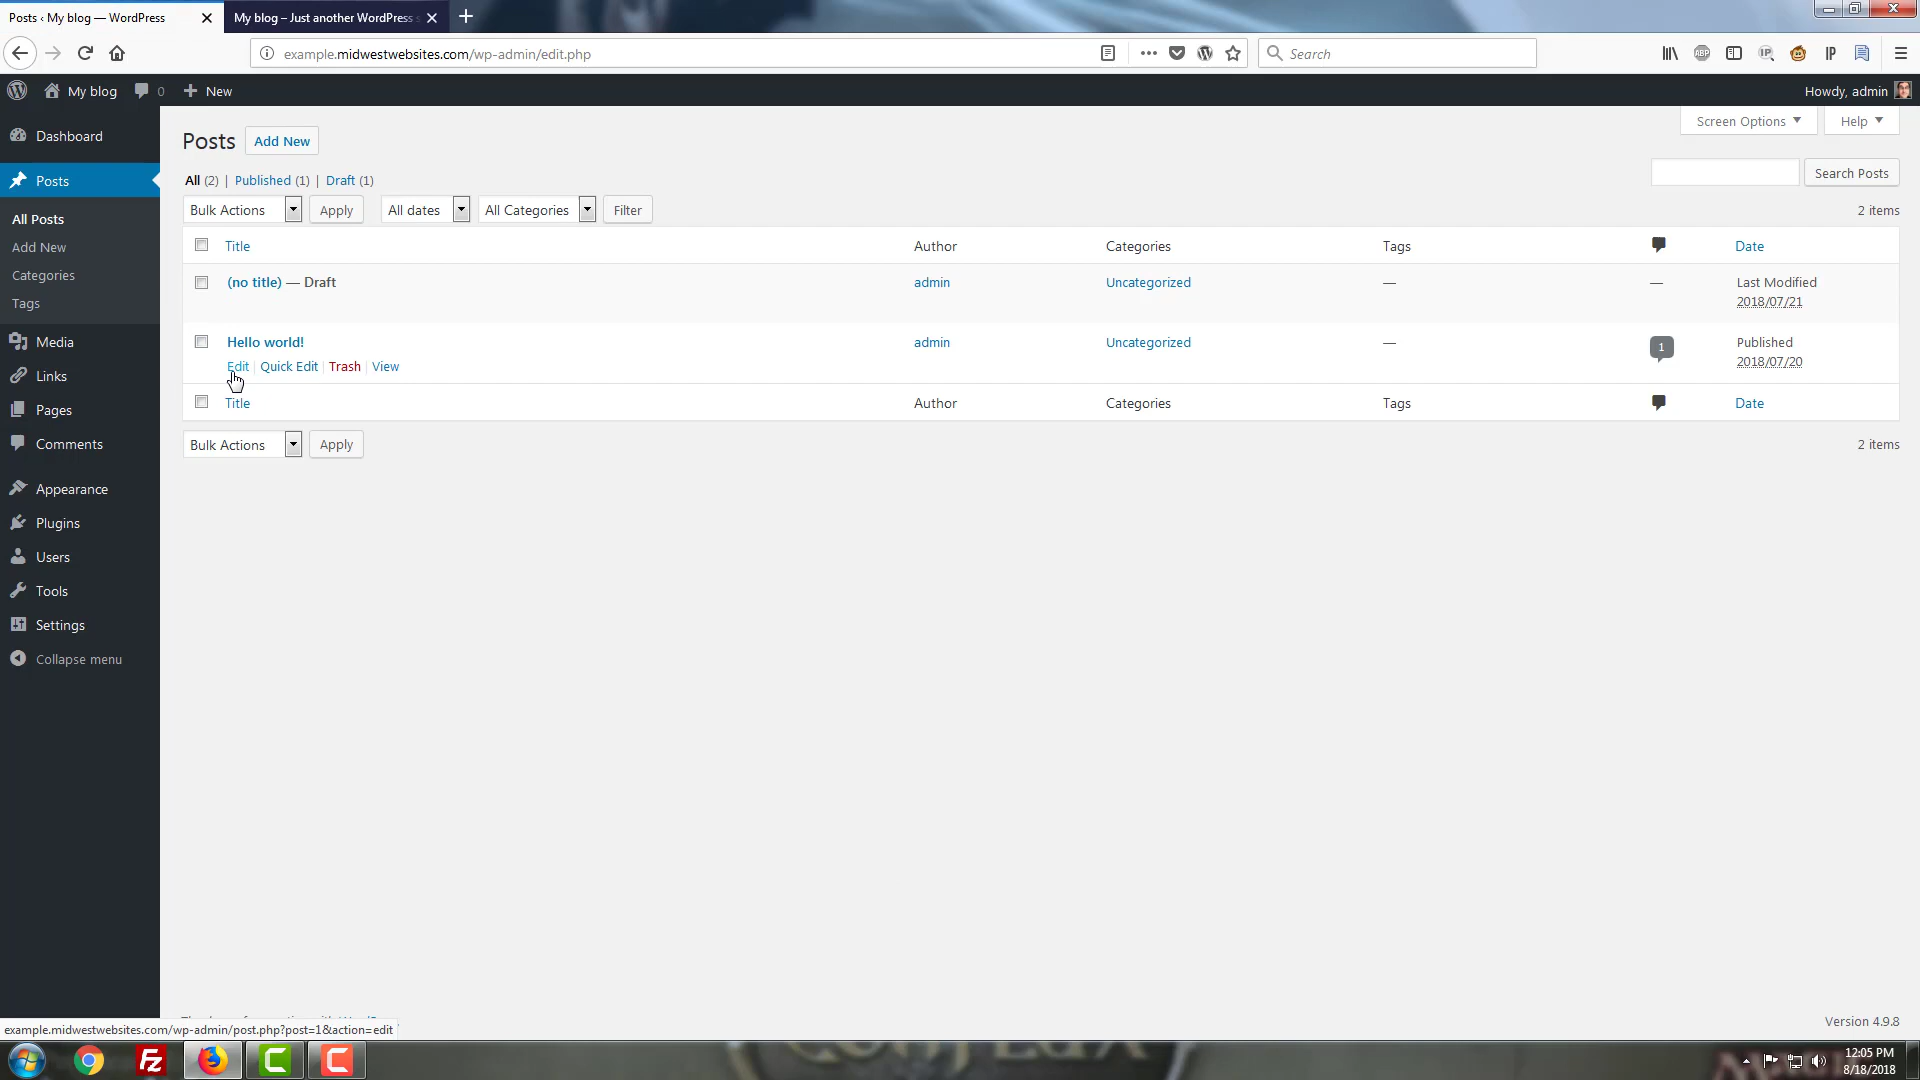 Posts ‹ My blog — WordPress
My blog – Just another WordPress s
example.midwestwebsites.com/wp-admin/edit.php
Search
ABP
IP
IP
My blog
0
New
Howdy, admin
Dashboard
Posts
All Posts
Add New
Categories
Tags
Media
Links
Pages
Comments
Appearance
Plugins
Users
Tools
Settings
Collapse menu
Screen Options
Help
Posts
Add New
All (2) | Published (1) | Draft (1)
Search Posts
Bulk Actions
Apply
All dates
All Categories
Filter
2 items
Title
Author
Categories
Tags
Date
(no title) — Draft
admin
Uncategorized
—
—
Last Modified
2018/07/21
Hello world!
admin
Uncategorized
—
1
Published
2018/07/20
Edit | Quick Edit | Trash | View
Title
Author
Categories
Tags
Date
Bulk Actions
Apply
2 items
Version 4.9.8
example.midwestwebsites.com/wp-admin/post.php?post=1&action=edit
Fz
C
C
12:05 PM
8/18/2018